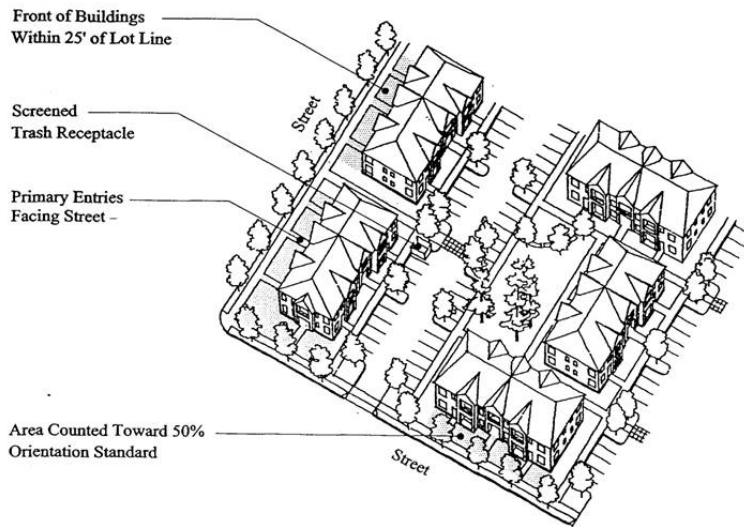 Front of Buildings
Within 25' of Lot Line
Street
Screened
Trash Receptacle
Primary Entries
Facing Street –
Area Counted Toward 50%
Orientation Standard
Street